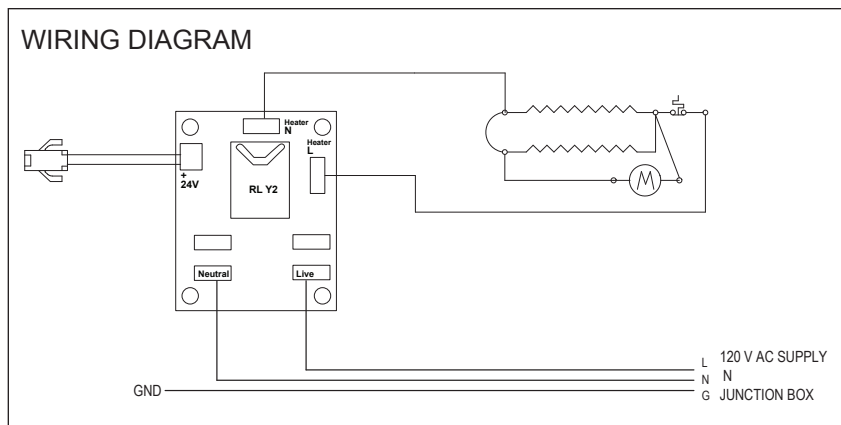 WIRING DIAGRAM
Heater
N
Heater
L
+
24V
RL Y2
Neutral
Live
M
L 120 V AC SUPPLY
N N
GND
G JUNCTION BOX